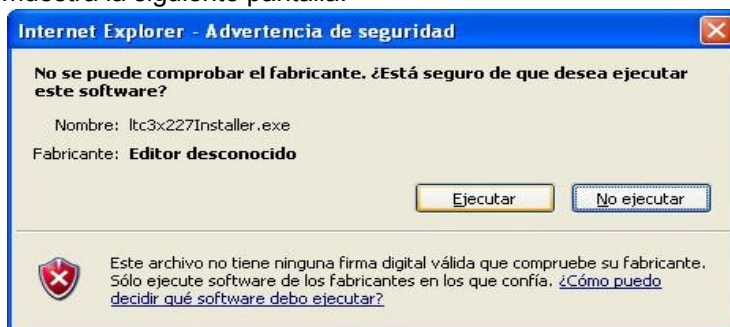 muestra la siguiente pantalla:
Internet Explorer - Advertencia de seguridad
No se puede comprobar el fabricante. ¿Está seguro de que desea ejecutar
este software?
Nombre: ltc3x227Installer.exe
Fabricante: Editor desconocido
Ejecutar No ejecutar
Este archivo no tiene ninguna firma digital válida que compruebe su fabricante.
Sólo ejecute software de los fabricantes en los que confía. ¿Cómo puedo
decidir qué software debo ejecutar?